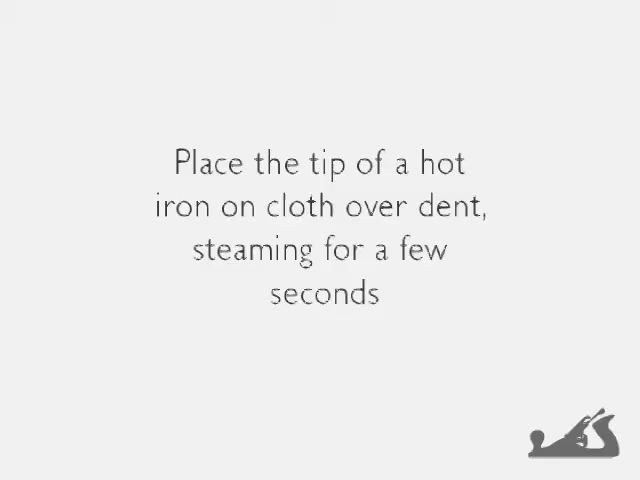 Place the tip of a hot
iron on cloth over dent,
steaming for a few
seconds